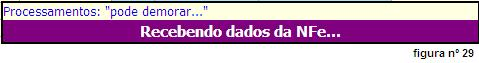 Processamentos: "pode demorar..."
Recebendo dados da NFe...
figura nº 29